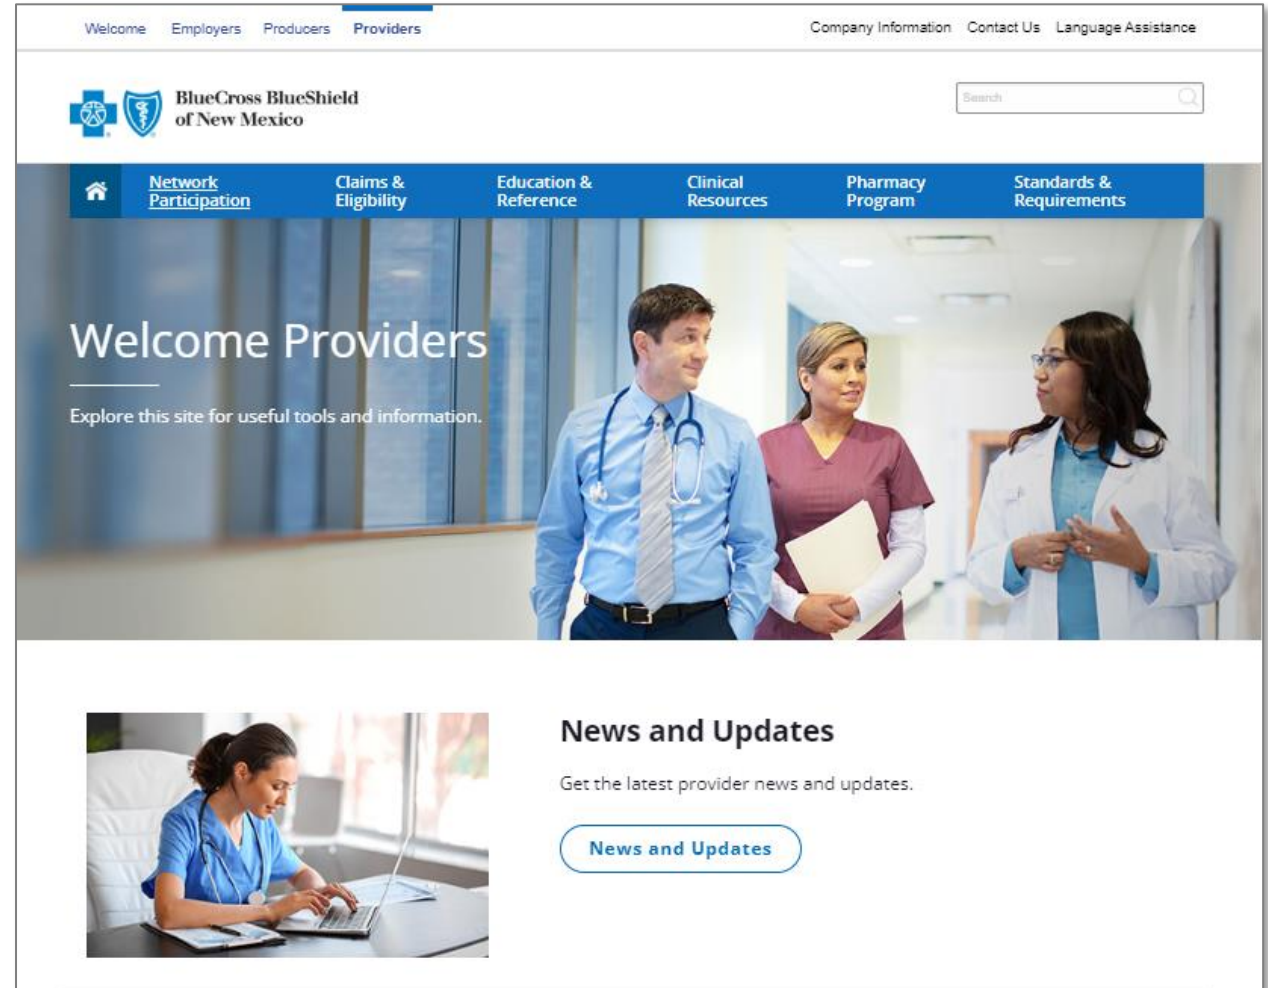 Welcome Employers Producers Providers
Company Information Contact Us Language Assistance
BlueCross BlueShield
of New Mexico
Search
Network
Participation
Claims &
Eligibility
Education &
Reference
Clinical
Resources
Pharmacy
Program
Standards &
Requirements
Welcome Providers
Explore this site for useful tools and information.
News and Updates
Get the latest provider news and updates.
News and Updates